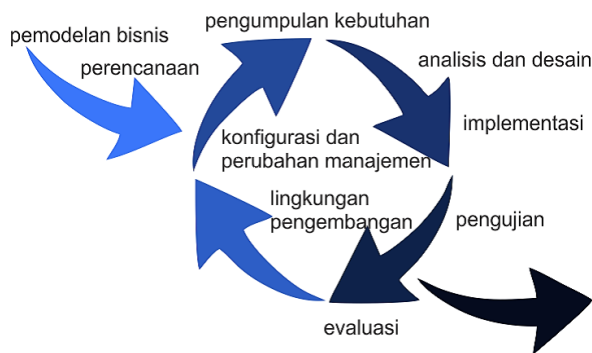 pemodelan bisnis
perencanaan
pengumpulan kebutuhan
analisis dan desain
implementasi
konfigurasi dan
perubahan manajemen
lingkungan
pengembangan
pengujian
evaluasi